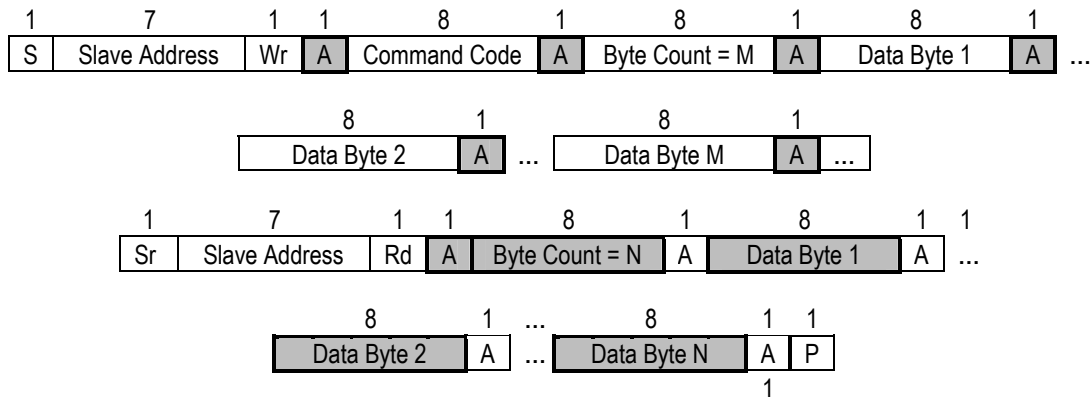 1 7 1 1 8 1 8 1 8 1
S Slave Address Wr A Command Code A Byte Count = M A Data Byte 1 A ...
8 1 8 1
Data Byte 2 A ... Data Byte M A ...
1 7 1 1 8 1 8 1 1
Sr Slave Address Rd A Byte Count = N A Data Byte 1 A ...
8 1 ... 8 1 1
Data Byte 2 A ... Data Byte N A P
1